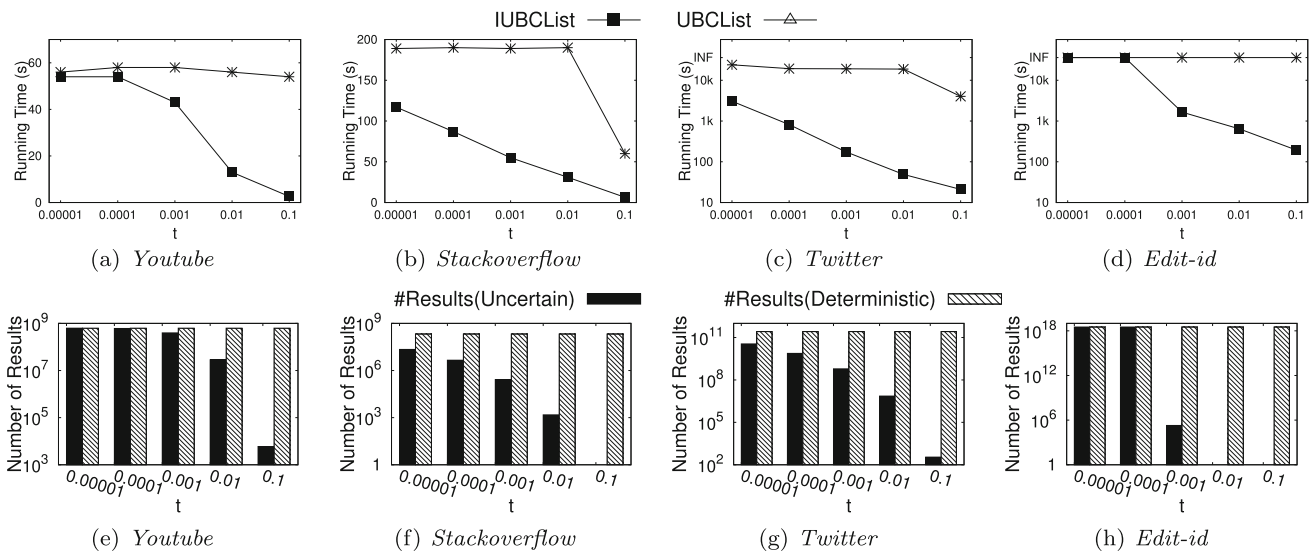 IUBCList UBCList
Running Time (s)
60
40
20
0
0.00001 0.0001 0.001 0.01 0.1
t
(a) Youtube
Running Time (s)
200
150
100
50
0
0.00001 0.0001 0.001 0.01 0.1
t
(b) Stackoverflow
Running Time (s)
INF
10k
1k
100
10
0.00001 0.0001 0.001 0.01 0.1
t
(c) Twitter
Running Time (s)
INF
10k
1k
100
10
0.00001 0.0001 0.001 0.01 0.1
t
(d) Edit-id
#Results(Uncertain) #Results(Deterministic)
Number of Results
10^9
10^7
10^5
10^3
0.00001 0.0001 0.001 0.01 0.1
t
(e) Youtube
Number of Results
10^9
10^6
10^3
1
0.00001 0.0001 0.001 0.01 0.1
t
(f) Stackoverflow
Number of Results
10^11
10^8
10^5
10^2
0.00001 0.0001 0.001 0.01 0.1
t
(g) Twitter
Number of Results
10^18
10^12
10^6
1
0.00001 0.0001 0.001 0.01 0.1
t
(h) Edit-id